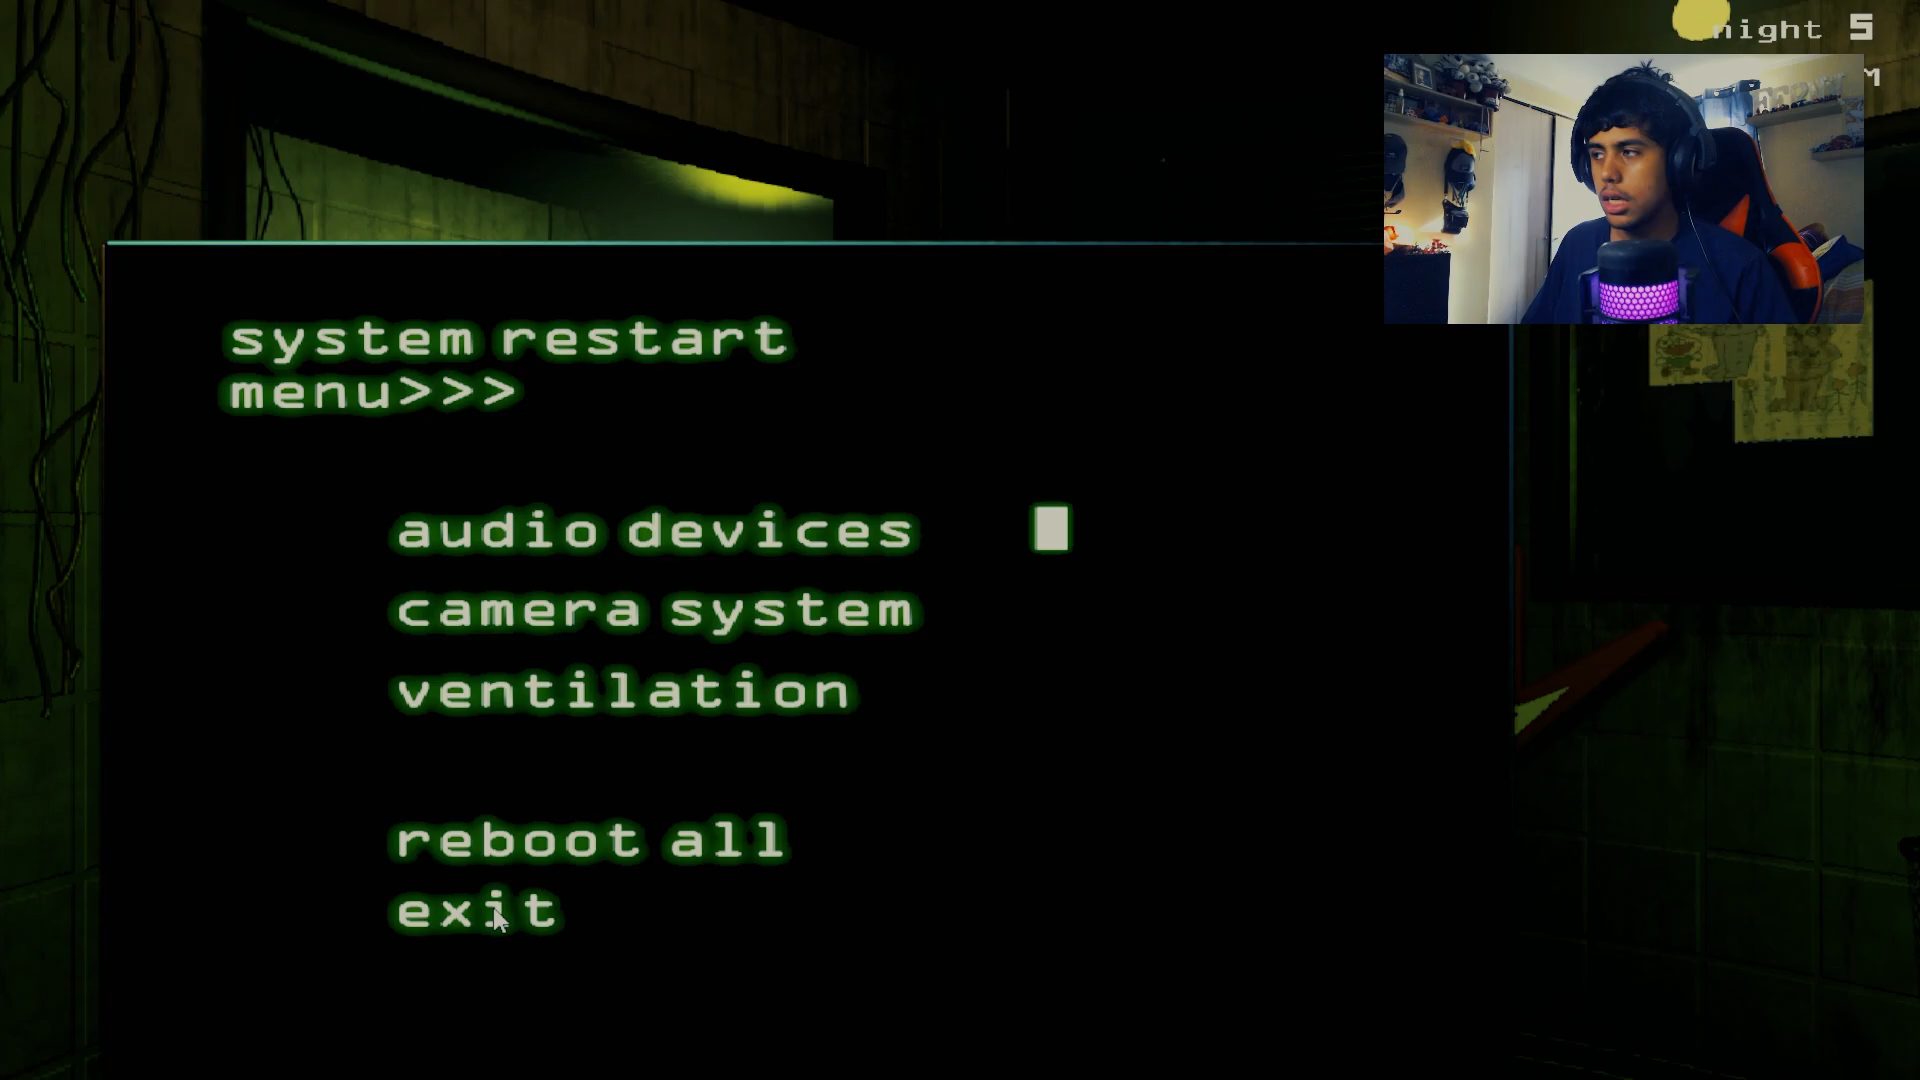 night 5
M
system restart
menu>>>
audio devices
camera system
ventilation
reboot all
exit